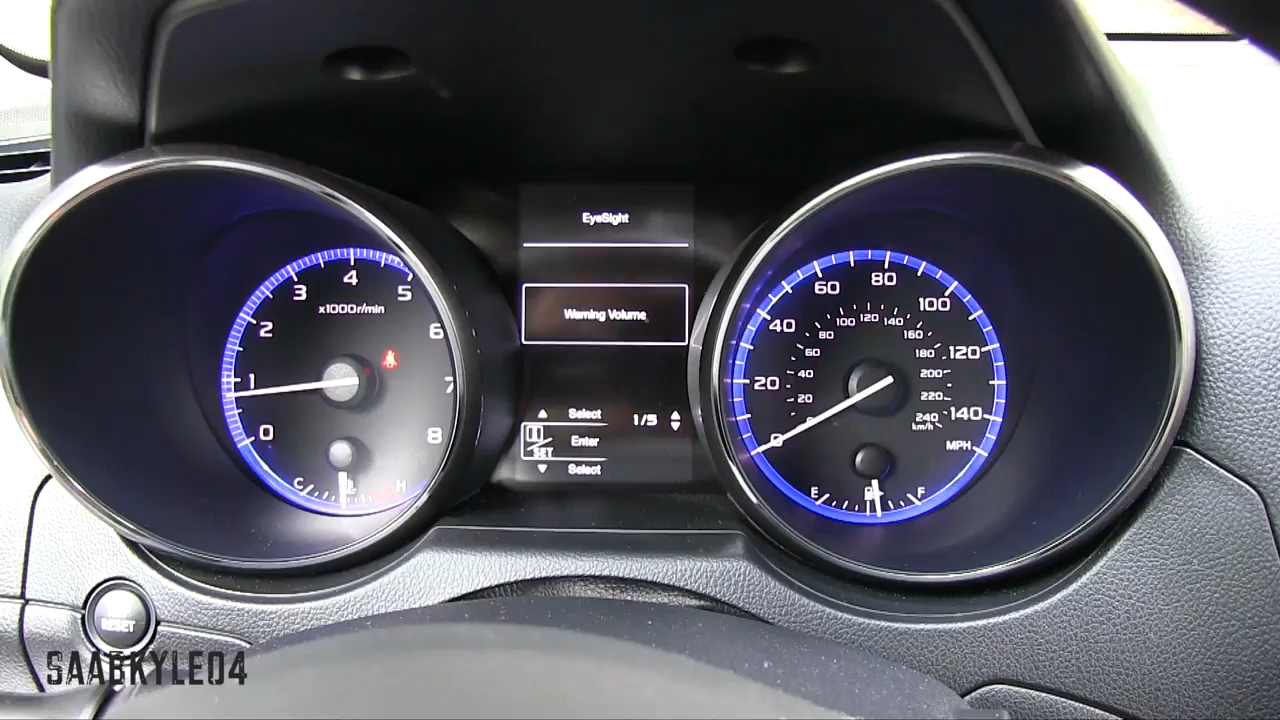 EyeSight
Warning Volume
Select
Enter
Select
i
SET
1/5
0
1
2
3
4
5
6
7
8
x1000r/min
C
H
0
20
40
60
80
100
120
140
MPH
20
40
60
80
100
120
140
160
180
200
220
240
km/h
E
F
RESET
SAABKYLE04